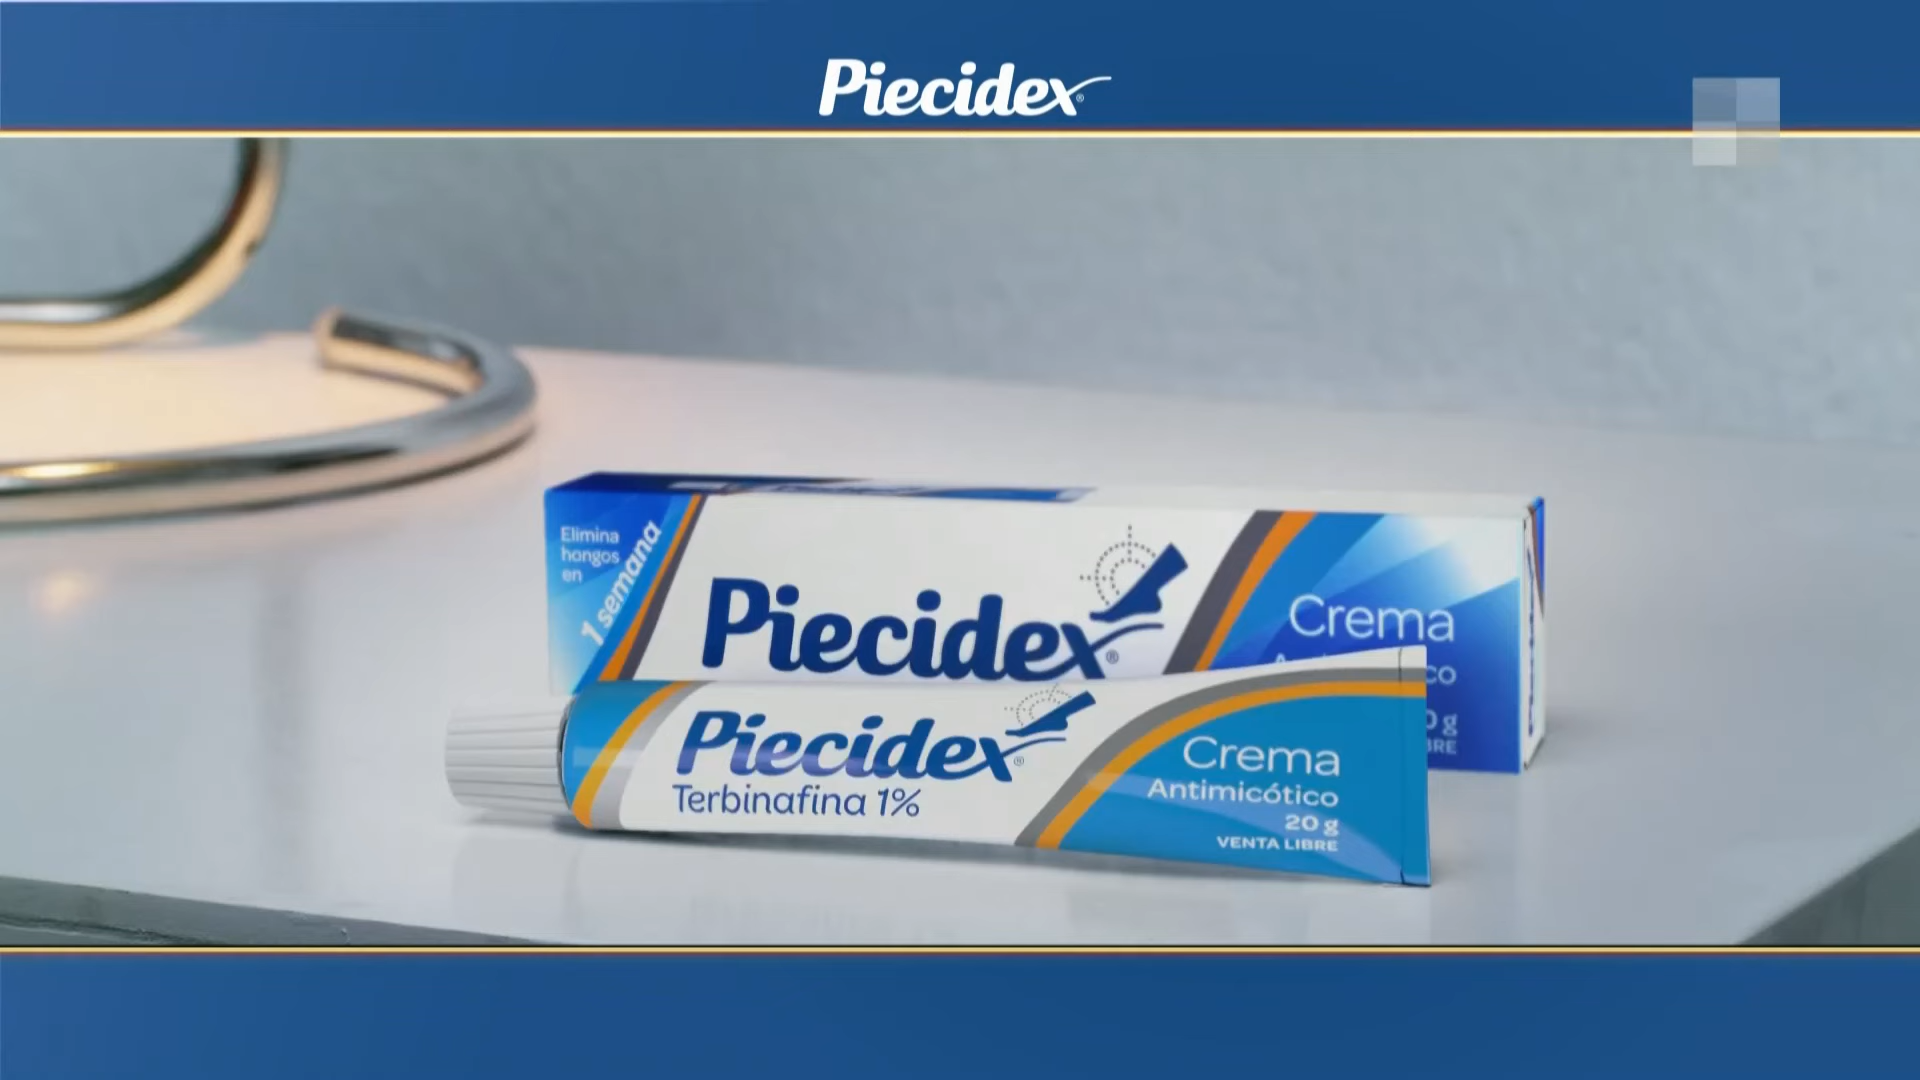 Piecidex®
Elimina
hongos
en
1 semana
Piecidex®
Crema
Piecidex®
Terbinafina 1%
Crema
Antimicótico
20 g
VENTA LIBRE